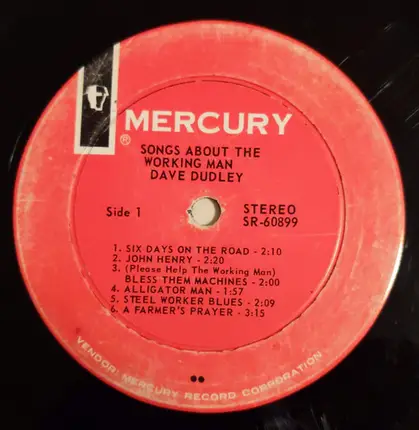 MERCURY
®
SONGS ABOUT THE
WORKING MAN
DAVE DUDLEY
Side 1
STEREO
SR-60899
1. SIX DAYS ON THE ROAD - 2:10
2. JOHN HENRY - 2:20
3. (Please Help The Working Man)
BLESS THEM MACHINES - 2:00
4. ALLIGATOR MAN - 1:57
5. STEEL WORKER BLUES - 2:09
6. A FARMER'S PRAYER - 3:15
VENDOR: MERCURY RECORD CORPORATION